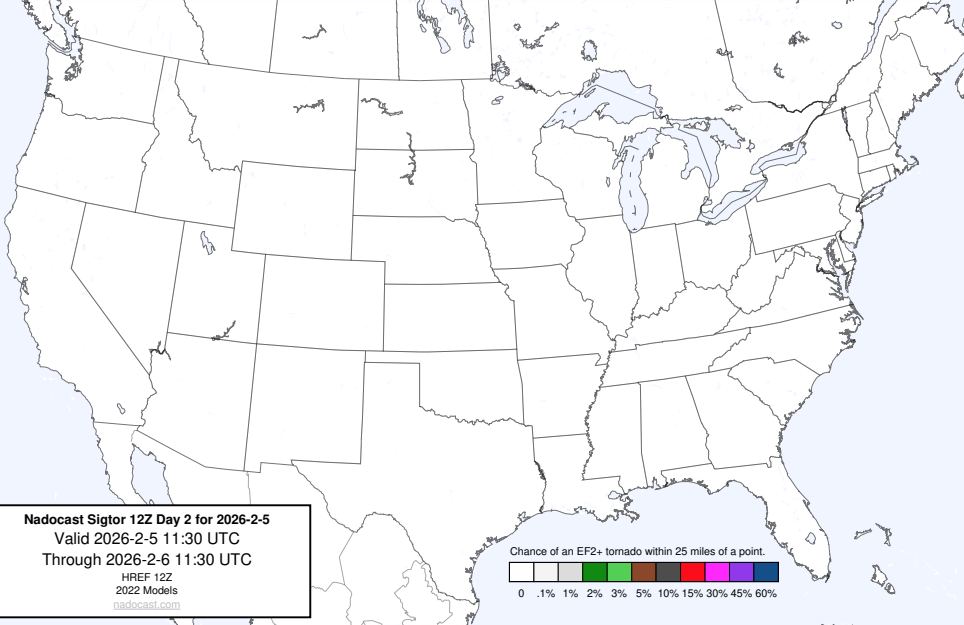 Nadocast Sigtor 12Z Day 2 for 2026-2-5
Valid 2026-2-5 11:30 UTC
Through 2026-2-6 11:30 UTC
HREF 12Z
2022 Models
nadocast.com
Chance of an EF2+ tornado within 25 miles of a point.
0 .1% 1% 2% 3% 5% 10% 15% 30% 45% 60%